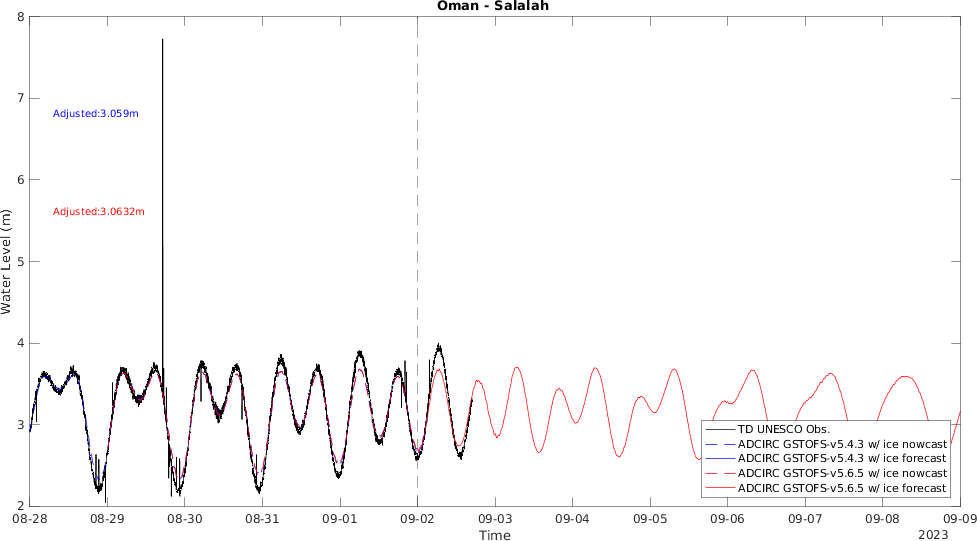 Oman - Salalah
8
7
6
5
4
3
2
Water Level (m)
Adjusted:3.059m
Adjusted:3.0632m
TD UNESCO Obs.
ADCIRC GSTOFS-v5.4.3 w/ ice nowcast
ADCIRC GSTOFS-v5.4.3 w/ ice forecast
ADCIRC GSTOFS-v5.6.5 w/ ice nowcast
ADCIRC GSTOFS-v5.6.5 w/ ice forecast
08-28 08-29 08-30 08-31 09-01 09-02 09-03 09-04 09-05 09-06 09-07 09-08 09-09
Time
2023